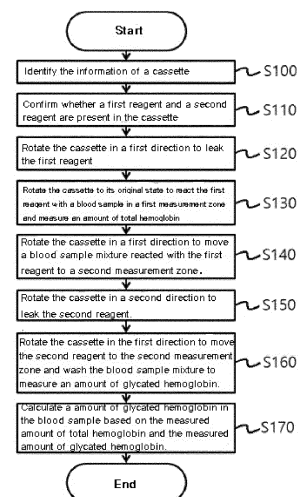 Start
Identify the information of a cassette
S100
Confirm whether a first reagent and a second
reagent are present in the cassette
S110
Rotate the cassette in a first direction to leak
the first reagent
S120
Rotate the cassette to its original state to react the first
reagent with a blood sample in a first measurement zone
and measure an amount of total hemoglobin
S130
Rotate the cassette in a first direction to move
a blood sample mixture reacted with the first
reagent to a second measurement zone.
S140
Rotate the cassette in a second direction to
leak the second reagent.
S150
Rotate the cassette in the first direction to move
the second reagent to the second measurement
zone and wash the blood sample mixture to
measure an amount of glycated hemoglobin.
S160
Calculate a amount of glycated hemoglobin in
the blood sample based on the measured
amount of total hemoglobin and the measured
amount of glycated hemoglobin.
S170
End